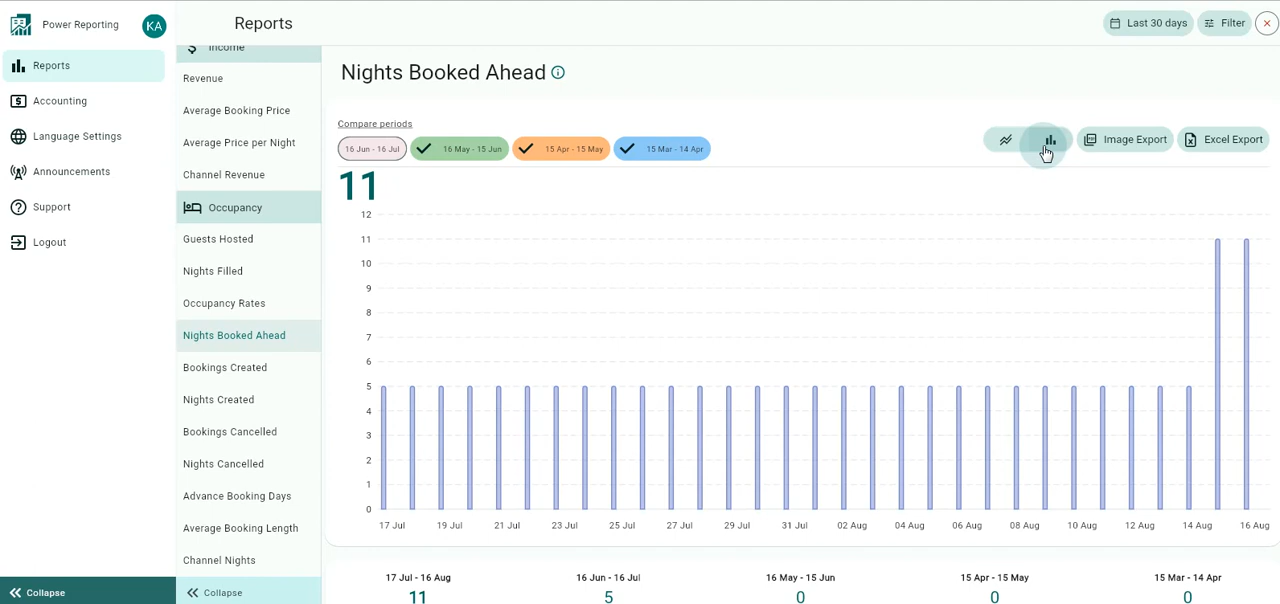 Power Reporting
KA
Reports
Last 30 days
Filter
Reports
Accounting
Language Settings
Announcements
Support
Logout
Collapse
Income
Revenue
Average Booking Price
Average Price per Night
Channel Revenue
Occupancy
Guests Hosted
Nights Filled
Occupancy Rates
Nights Booked Ahead
Bookings Created
Nights Created
Bookings Cancelled
Nights Cancelled
Advance Booking Days
Average Booking Length
Channel Nights
Collapse
Nights Booked Ahead
Compare periods
16 Jun - 16 Jul 16 May - 15 Jun 15 Apr - 15 May 15 Mar - 14 Apr
Image Export Excel Export
11
12
11
10
9
8
7
6
5
4
3
2
1
0
17 Jul 19 Jul 21 Jul 23 Jul 25 Jul 27 Jul 29 Jul 31 Jul 02 Aug 04 Aug 06 Aug 08 Aug 10 Aug 12 Aug 14 Aug 16 Aug
17 Jul - 16 Aug 16 Jun - 16 Jul 16 May - 15 Jun 15 Apr - 15 May 15 Mar - 14 Apr
11 5 0 0 0